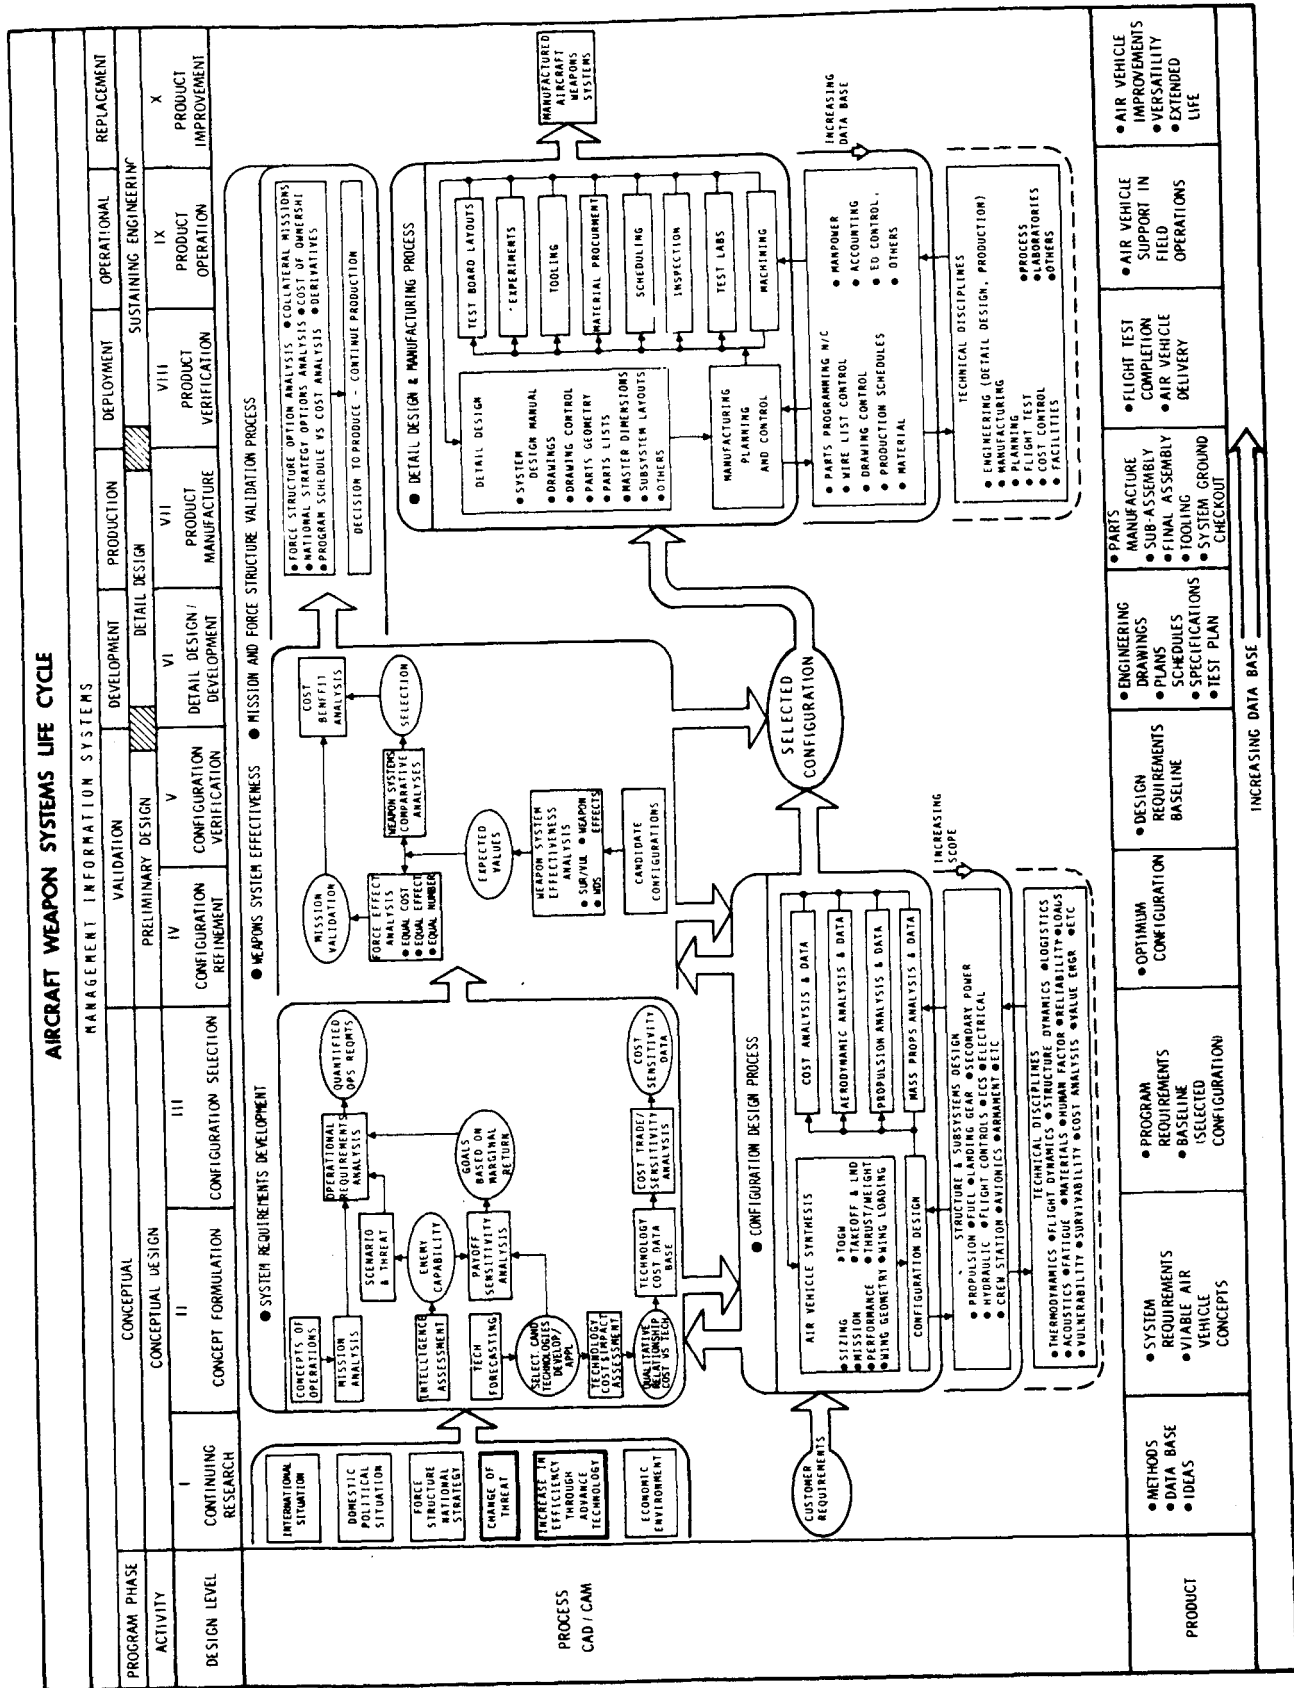 AIRCRAFT WEAPON SYSTEMS LIFE CYCLE
MANAGEMENT INFORMATION SYSTEMS
PROGRAM PHASE
CONCEPTUAL
VALIDATION
DEVELOPMENT
PRODUCTION
DEPLOYMENT
OPERATIONAL
REPLACEMENT
ACTIVITY
CONCEPTUAL DESIGN
PRELIMINARY DESIGN
DETAIL DESIGN
SUSTAINING ENGINEERING
DESIGN LEVEL
I
CONTINUING
RESEARCH
II
CONCEPT FORMULATION
III
CONFIGURATION SELECTION
IV
CONFIGURATION
REFINEMENT
V
CONFIGURATION
VERIFICATION
VI
DETAIL DESIGN/
DEVELOPMENT
VII
PRODUCT
MANUFACTURE
VIII
PRODUCT
VERIFICATION
IX
PRODUCT
OPERATION
X
PRODUCT
IMPROVEMENT
PROCESS
CAD / CAM
INTERNATIONAL
SITUATION
DOMESTIC
POLITICAL
SITUATION
FORCE
STRUCTURE
NATIONAL
STRATEGY
CHANGE OF
THREAT
INCREASE IN
EFFICIENCY
THROUGH
ADVANCE
TECHNOLOGY
ECONOMIC
ENVIRONMENT
CUSTOMER
REQUIREMENTS
● SYSTEM REQUIREMENTS DEVELOPMENT
CONCEPTS OF
OPERATIONS
MISSION
ANALYSIS
INTELLIGENCE
ASSESSMENT
TECH
FORECASTING
SELECT. CAND
TECHNOLOGIES
DEVELOP/
APPL
TECHNOLOGY
COST & IMPACT
ASSESSMENT
QUALITATIVE
RELATIONSHIP
COST VS TECH
SCENARIO
& THREAT
ENEMY
CAPABILITY
PAYOFF
SENSITIVITY
ANALYSIS
TECHNOLOGY
COST DATA
BASE
OPERATIONAL
REQUIREMENTS
ANALYSIS
GOALS
BASED ON
MARGINAL
RETURN
COST TRADE/
SENSITIVITY
ANALYSIS
QUANTIFIED
OPS REQMTS
COST
SENSITIVITY
DATA
● WEAPONS SYSTEM EFFECTIVENESS
MISSION
VALIDATION
FORCE EFFECT
ANALYSIS
● EQUAL COST
● EQUAL EFFECT
● EQUAL NUMBER
EXPECTED
VALUES
WEAPON SYSTEM
EFFECTIVENESS
ANALYSIS
● SUR/VUL ● WEAPON
● WDS EFFECTS
CANDIDATE
CONFIGURATIONS
WEAPON SYSTEMS
COMPARATIVE
ANALYSES
COST
BENEFIT
ANALYSIS
SELECTION
● MISSION AND FORCE STRUCTURE VALIDATION PROCESS
● FORCE STRUCTURE OPTION ANALYSIS ● COLLATERAL MISSIONS
● NATIONAL STRATEGY OPTIONS ANALYSIS ● COST OF OWNERSHI
● PROGRAM SCHEDULE VS COST ANALYSIS ● DERIVATIVES
DECISION TO PRODUCE - CONTINUE PRODUCTION
● CONFIGURATION DESIGN PROCESS
AIR VEHICLE SYNTHESIS
● SIZING ● TOGW
● MISSION ● TAKEOFF & LND
● PERFORMANCE ● THRUST/WEIGHT
● WING GEOMETRY ● WING LOADING
CONFIGURATION DESIGN
COST ANALYSIS & DATA
AERODYNAMIC ANALYSIS & DATA
PROPULSION ANALYSIS & DATA
MASS PROPS ANALYSIS & DATA
INCREASING
SCOPE
STRUCTURE & SUBSYSTEMS DESIGN
● PROPULSION ● FUEL ● LANDING GEAR ● SECONDARY POWER
● HYDRAULIC ● FLIGHT CONTROLS ● ECS ● ELECTRICAL
● CREW STATION ● AVIONICS ● ARMAMENT ● ETC
TECHNICAL DISCIPLINES
● THERMODYNAMICS ● FLIGHT DYNAMICS ● STRUCTURE DYNAMICS ● LOGISTICS
● ACOUSTICS ● FATIGUE ● MATERIALS ● HUMAN FACTOR ● RELIABILITY ● LOADS
● VULNERABILITY ● SURVIVABILITY ● COST ANALYSIS ● VALUE ENGR ● ETC
SELECTED
CONFIGURATION
● DETAIL DESIGN & MANUFACTURING PROCESS
DETAIL DESIGN
● SYSTEM
DESIGN MANUAL
● DRAWINGS
● DRAWING CONTROL
● PARTS GEOMETRY
● PARTS LISTS
● MASTER DIMENSIONS
● SUBSYSTEM LAYOUTS
● OTHERS
MANUFACTURING
PLANNING
AND CONTROL
TEST BOARD LAYOUTS
EXPERIMENTS
TOOLING
MATERIAL PROCURMENT
SCHEDULING
INSPECTION
TEST LABS
MACHINING
MANUFACTURED
AIRCRAFT
WEAPONS
SYSTEMS
● PARTS PROGRAMMING N/C
● WIRE LIST CONTROL
● DRAWING CONTROL
● PRODUCTION SCHEDULES
● MATERIAL
● MANPOWER
● ACCOUNTING
● EO CONTROL,
● OTHERS
INCREASING
DATA BASE
TECHNICAL DISCIPLINES
● ENGINEERING (DETAIL DESIGN, PRODUCTION)
● MANUFACTURING
● PLANNING
● FLIGHT TEST
● COST CONTROL
● FACILITIES
● PROCESS
● LABORATORIES
● OTHERS
PRODUCT
● METHODS
● DATA BASE
● IDEAS
● SYSTEM
REQUIREMENTS
● VIABLE AIR
VEHICLE
CONCEPTS
● PROGRAM
REQUIREMENTS
● BASELINE
(SELECTED
CONFIGURATION)
● OPTIMUM
CONFIGURATION
● DESIGN
REQUIREMENTS
BASELINE
● ENGINEERING
DRAWINGS
● PLANS
SCHEDULES
● SPECIFICATIONS
● TEST PLAN
● PARTS
MANUFACTURE
● SUB-ASSEMBLY
● FINAL ASSEMBLY
● TOOLING
● SYSTEM GROUND
CHECKOUT
● FLIGHT TEST
COMPLETION
● AIR VEHICLE
DELIVERY
● AIR VEHICLE
SUPPORT IN
FIELD
OPERATIONS
● AIR VEHICLE
IMPROVEMENTS
● VERSATILITY
● EXTENDED
LIFE
INCREASING DATA BASE